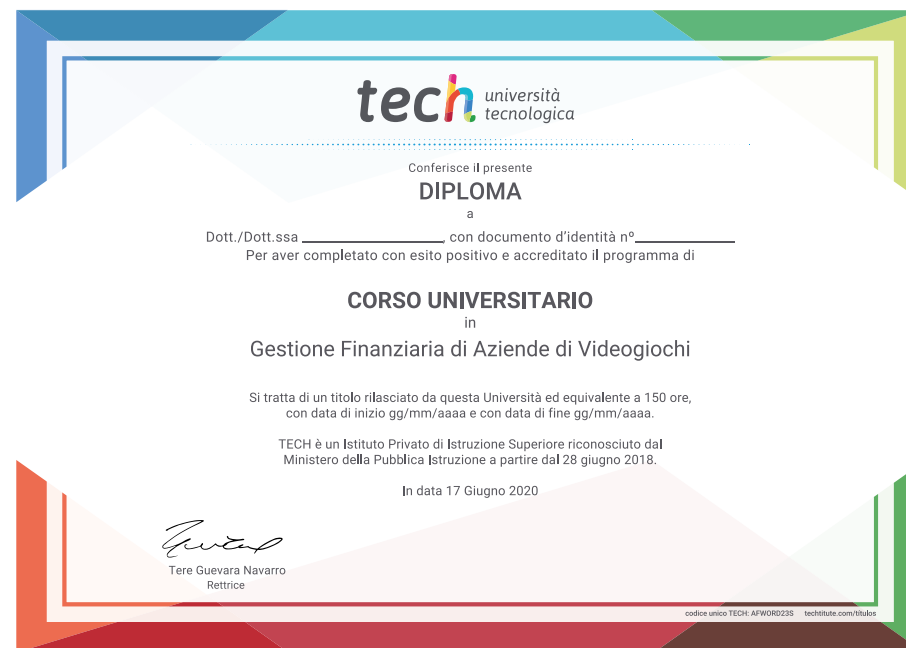 tech università
tecnologica
Conferisce il presente
DIPLOMA
a
Dott./Dott.ssa ________________, con documento d'identità nº____________
Per aver completato con esito positivo e accreditato il programma di
CORSO UNIVERSITARIO
in
Gestione Finanziaria di Aziende di Videogiochi
Si tratta di un titolo rilasciato da questa Università ed equivalente a 150 ore,
con data di inizio gg/mm/aaaa e con data di fine gg/mm/aaaa.
TECH è un Istituto Privato di Istruzione Superiore riconosciuto dal
Ministero della Pubblica Istruzione a partire dal 28 giugno 2018.
In data 17 Giugno 2020
Tere Guevara Navarro
Rettrice
codice unico TECH: AFWORD23S techtitute.com/títulos